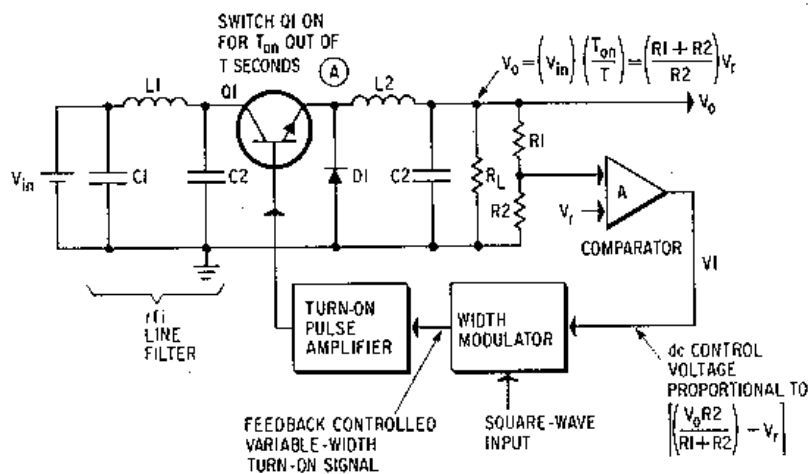 SWITCH Q1 ON
FOR Ton OUT OF
T SECONDS
A
Vo = (Vin) (Ton/T) = ((R1+R2)/R2) Vr
L1
Q1
L2
Vo
Vin
C1
C2
D1
C2
RL
R1
R2
A
Vr
COMPARATOR
V1
rfi
LINE
FILTER
TURN-ON
PULSE
AMPLIFIER
WIDTH
MODULATOR
dc CONTROL
VOLTAGE
PROPORTIONAL TO
[(VoR2/(R1+R2)) - Vr]
FEEDBACK CONTROLLED
VARIABLE-WIDTH
TURN-ON SIGNAL
SQUARE-WAVE
INPUT